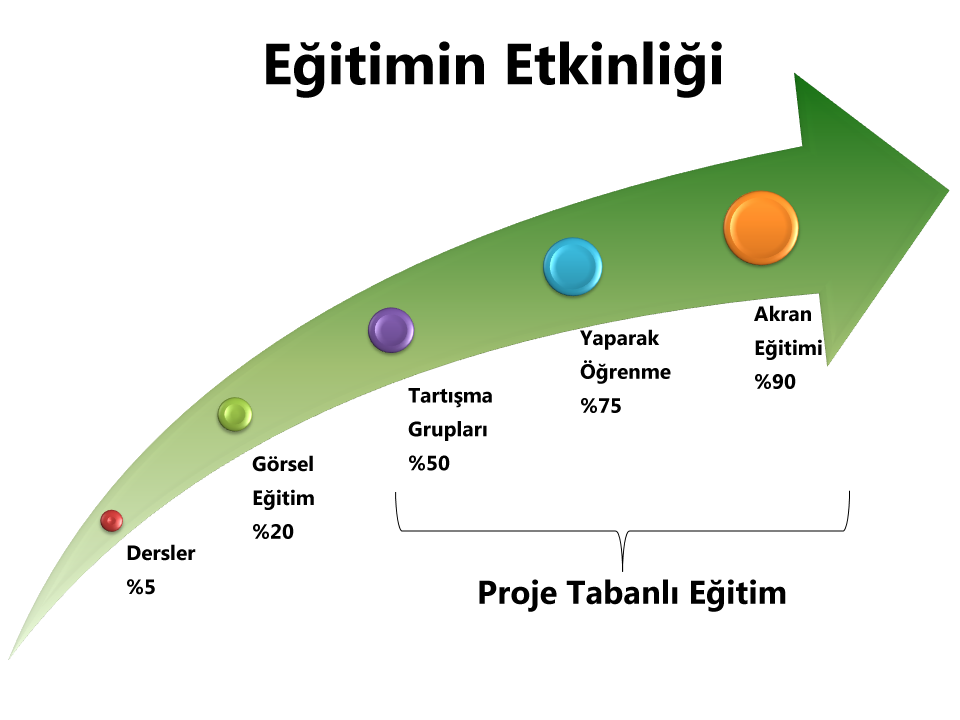 Eğitimin Etkinliği
Dersler
%5
Görsel
Eğitim
%20
Tartışma
Grupları
%50
Yaparak
Öğrenme
%75
Akran
Eğitimi
%90
Proje Tabanlı Eğitim